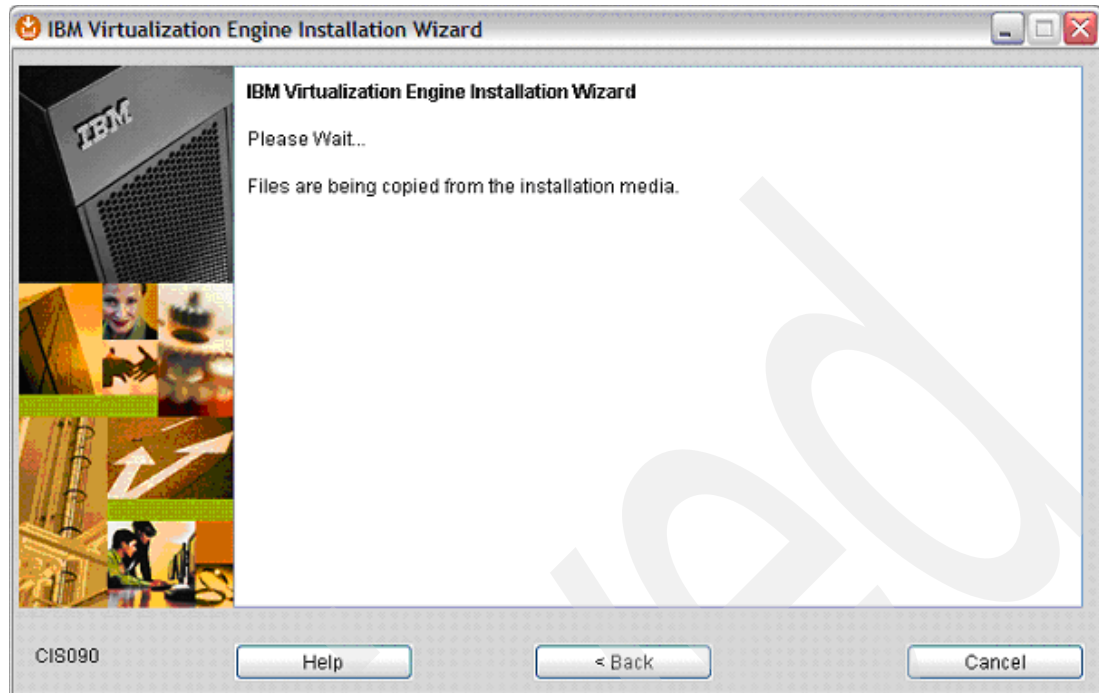 IBM Virtualization Engine Installation Wizard
IBM
IBM Virtualization Engine Installation Wizard
Please Wait...
Files are being copied from the installation media.
CIS090
Help
< Back
Cancel